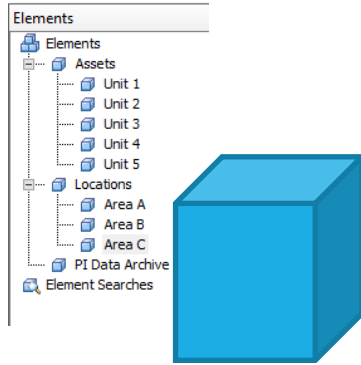 Elements
Elements
Assets
Unit 1
Unit 2
Unit 3
Unit 4
Unit 5
Locations
Area A
Area B
Area C
PI Data Archive
Element Searches